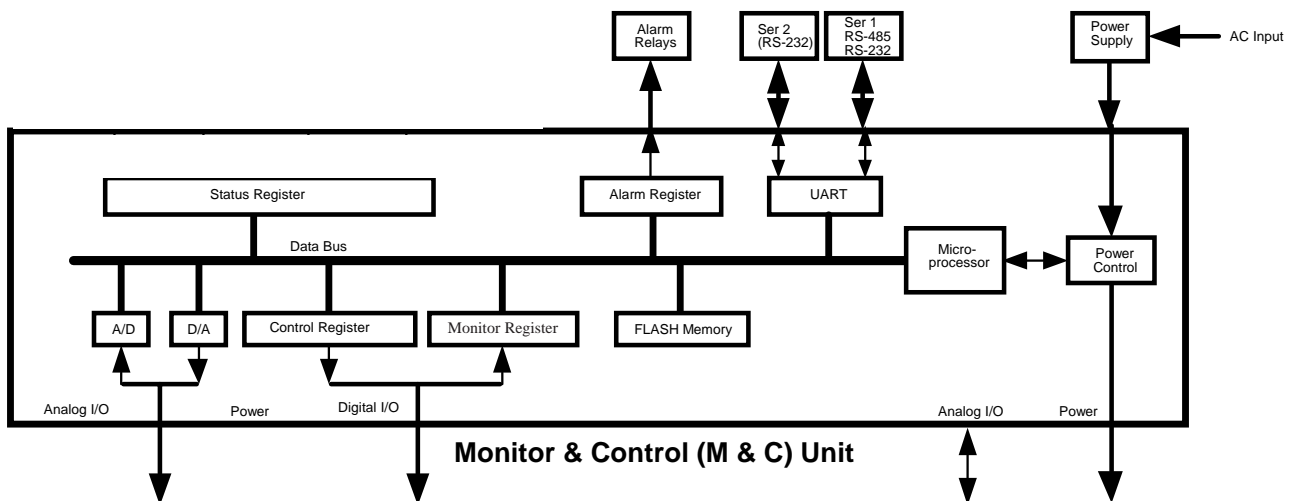 Alarm
Relays
Ser 2
(RS-232)
Ser 1
RS-485
RS-232
Power
Supply
AC Input
Status Register
Alarm Register
UART
Data Bus
Micro-
processor
Power
Control
A/D
D/A
Control Register
Monitor Register
FLASH Memory
Analog I/O
Power
Digital I/O
Analog I/O
Power
Monitor & Control (M & C) Unit